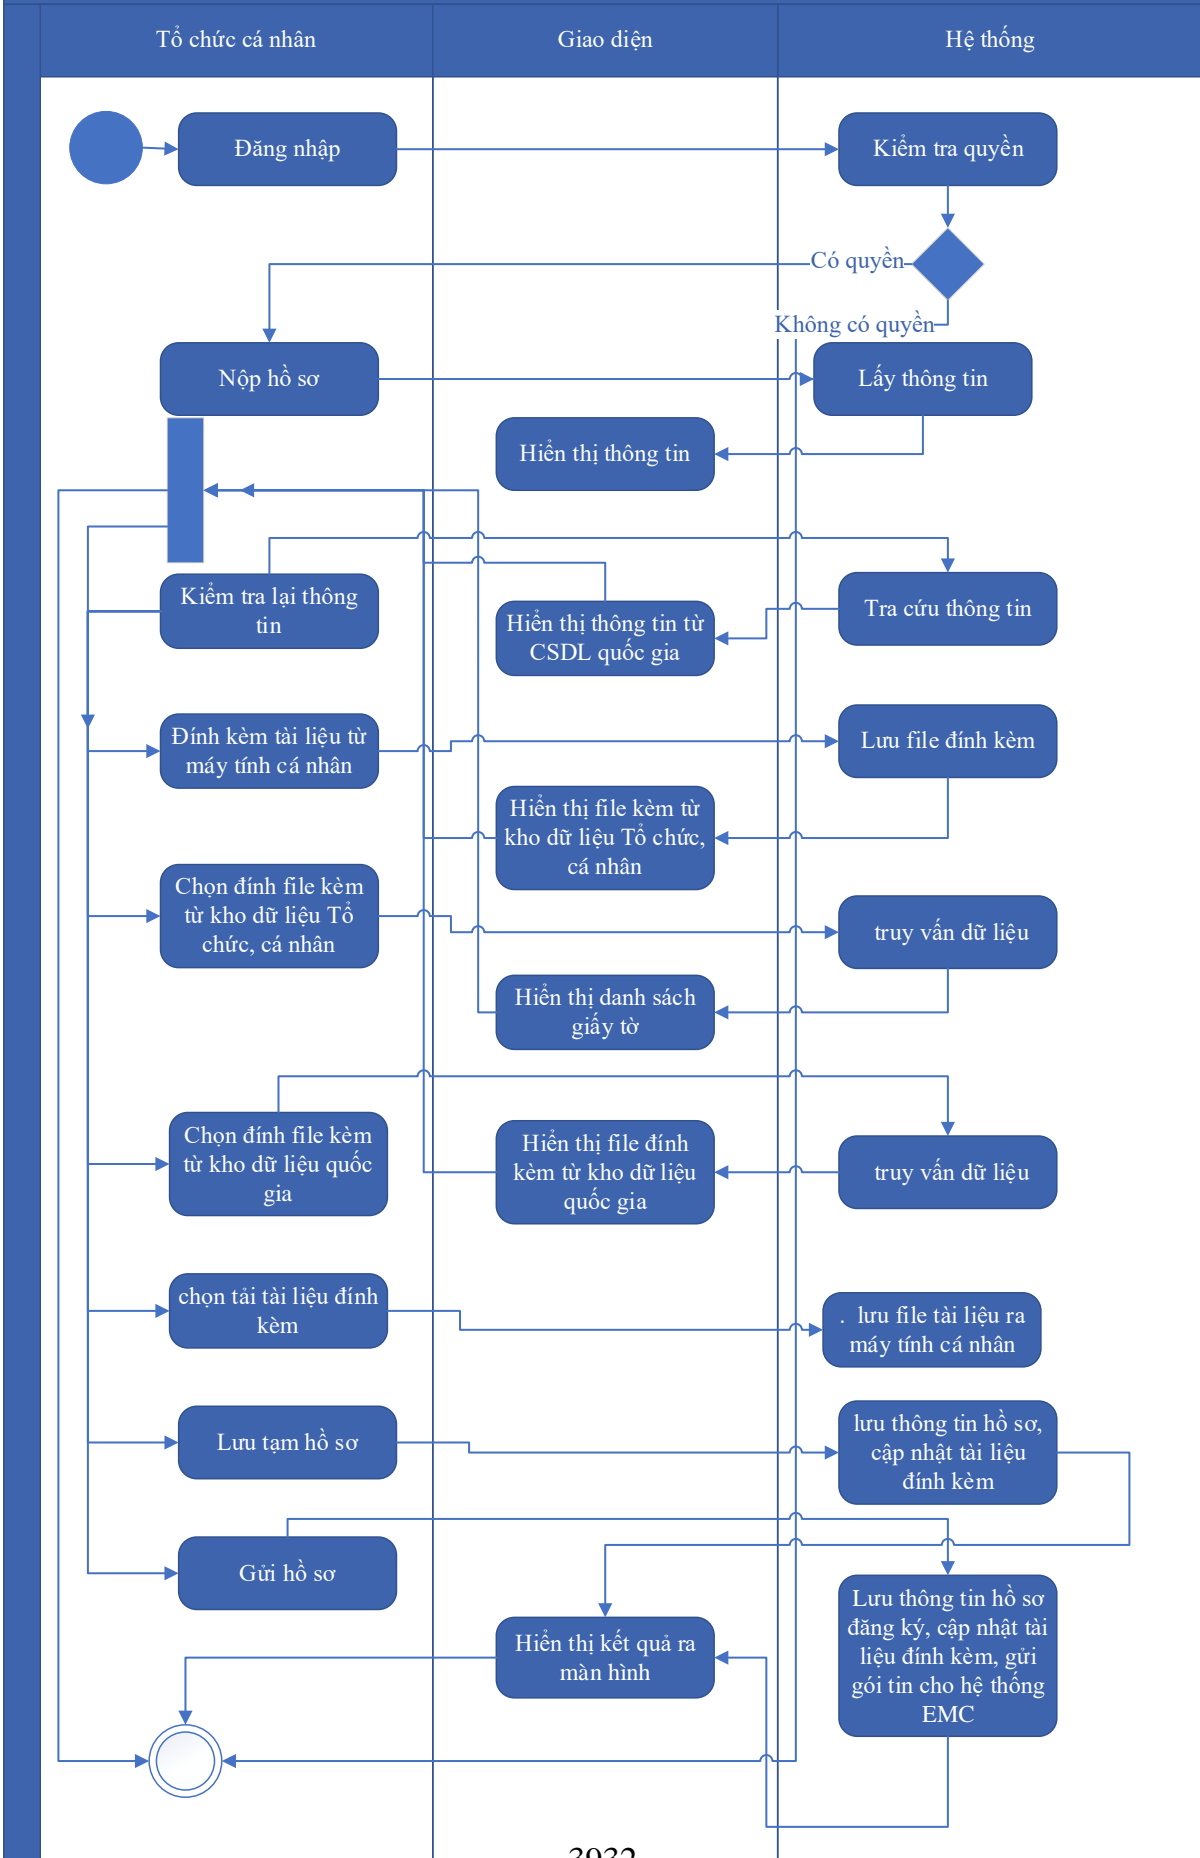 Tổ chức cá nhân
Giao diện
Hệ thống
Đăng nhập
Kiểm tra quyền
Có quyền
Không có quyền
Nộp hồ sơ
Lấy thông tin
Hiển thị thông tin
Kiểm tra lại thông
tin
Hiển thị thông tin từ
CSDL quốc gia
Tra cứu thông tin
Đính kèm tài liệu từ
máy tính cá nhân
Lưu file đính kèm
Hiển thị file kèm từ
kho dữ liệu Tổ chức,
cá nhân
Chọn đính file kèm
từ kho dữ liệu Tổ
chức, cá nhân
truy vấn dữ liệu
Hiển thị danh sách
giấy tờ
Chọn đính file kèm
từ kho dữ liệu quốc
gia
Hiển thị file đính
kèm từ kho dữ liệu
quốc gia
truy vấn dữ liệu
chọn tải tài liệu đính
kèm
. lưu file tài liệu ra
máy tính cá nhân
Lưu tạm hồ sơ
lưu thông tin hồ sơ,
cập nhật tài liệu
đính kèm
Gửi hồ sơ
Lưu thông tin hồ sơ
đăng ký, cập nhật tài
liệu đính kèm, gửi
gói tin cho hệ thống
EMC
Hiển thị kết quả ra
màn hình
3932